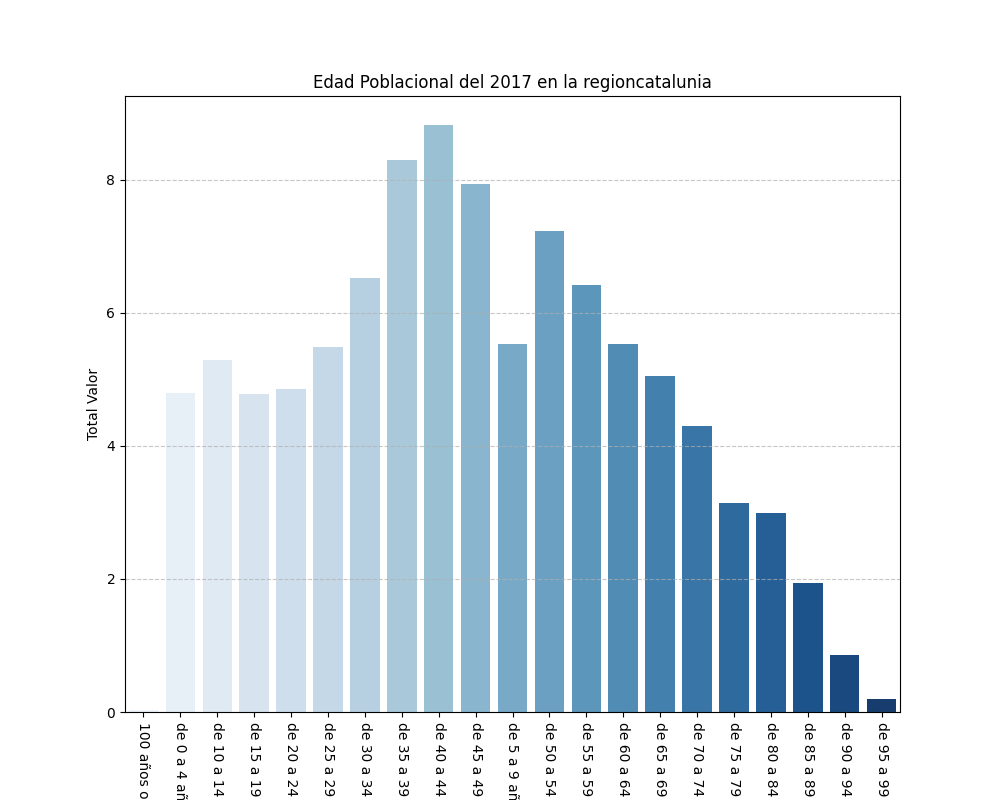 Edad Poblacional del 2017 en la regioncatalunia
Total Valor
8
6
4
2
0
100 años o
de 0 a 4 añ
de 10 a 14
de 15 a 19
de 20 a 24
de 25 a 29
de 30 a 34
de 35 a 39
de 40 a 44
de 45 a 49
de 5 a 9 añ
de 50 a 54
de 55 a 59
de 60 a 64
de 65 a 69
de 70 a 74
de 75 a 79
de 80 a 84
de 85 a 89
de 90 a 94
de 95 a 99